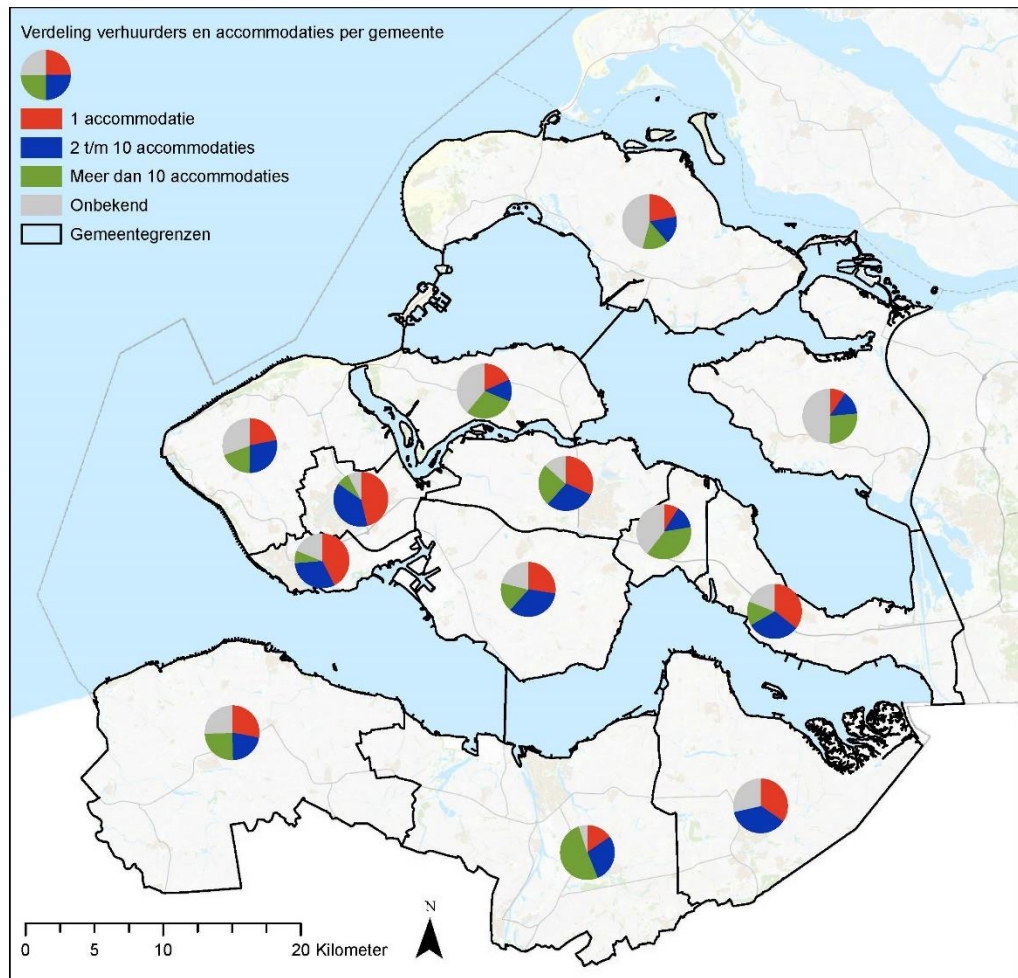 Verdeling verhuurders en accommodaties per gemeente
1 accommodatie
2 t/m 10 accommodaties
Meer dan 10 accommodaties
Onbekend
Gemeentegrenzen
N
0 5 10 20 Kilometer